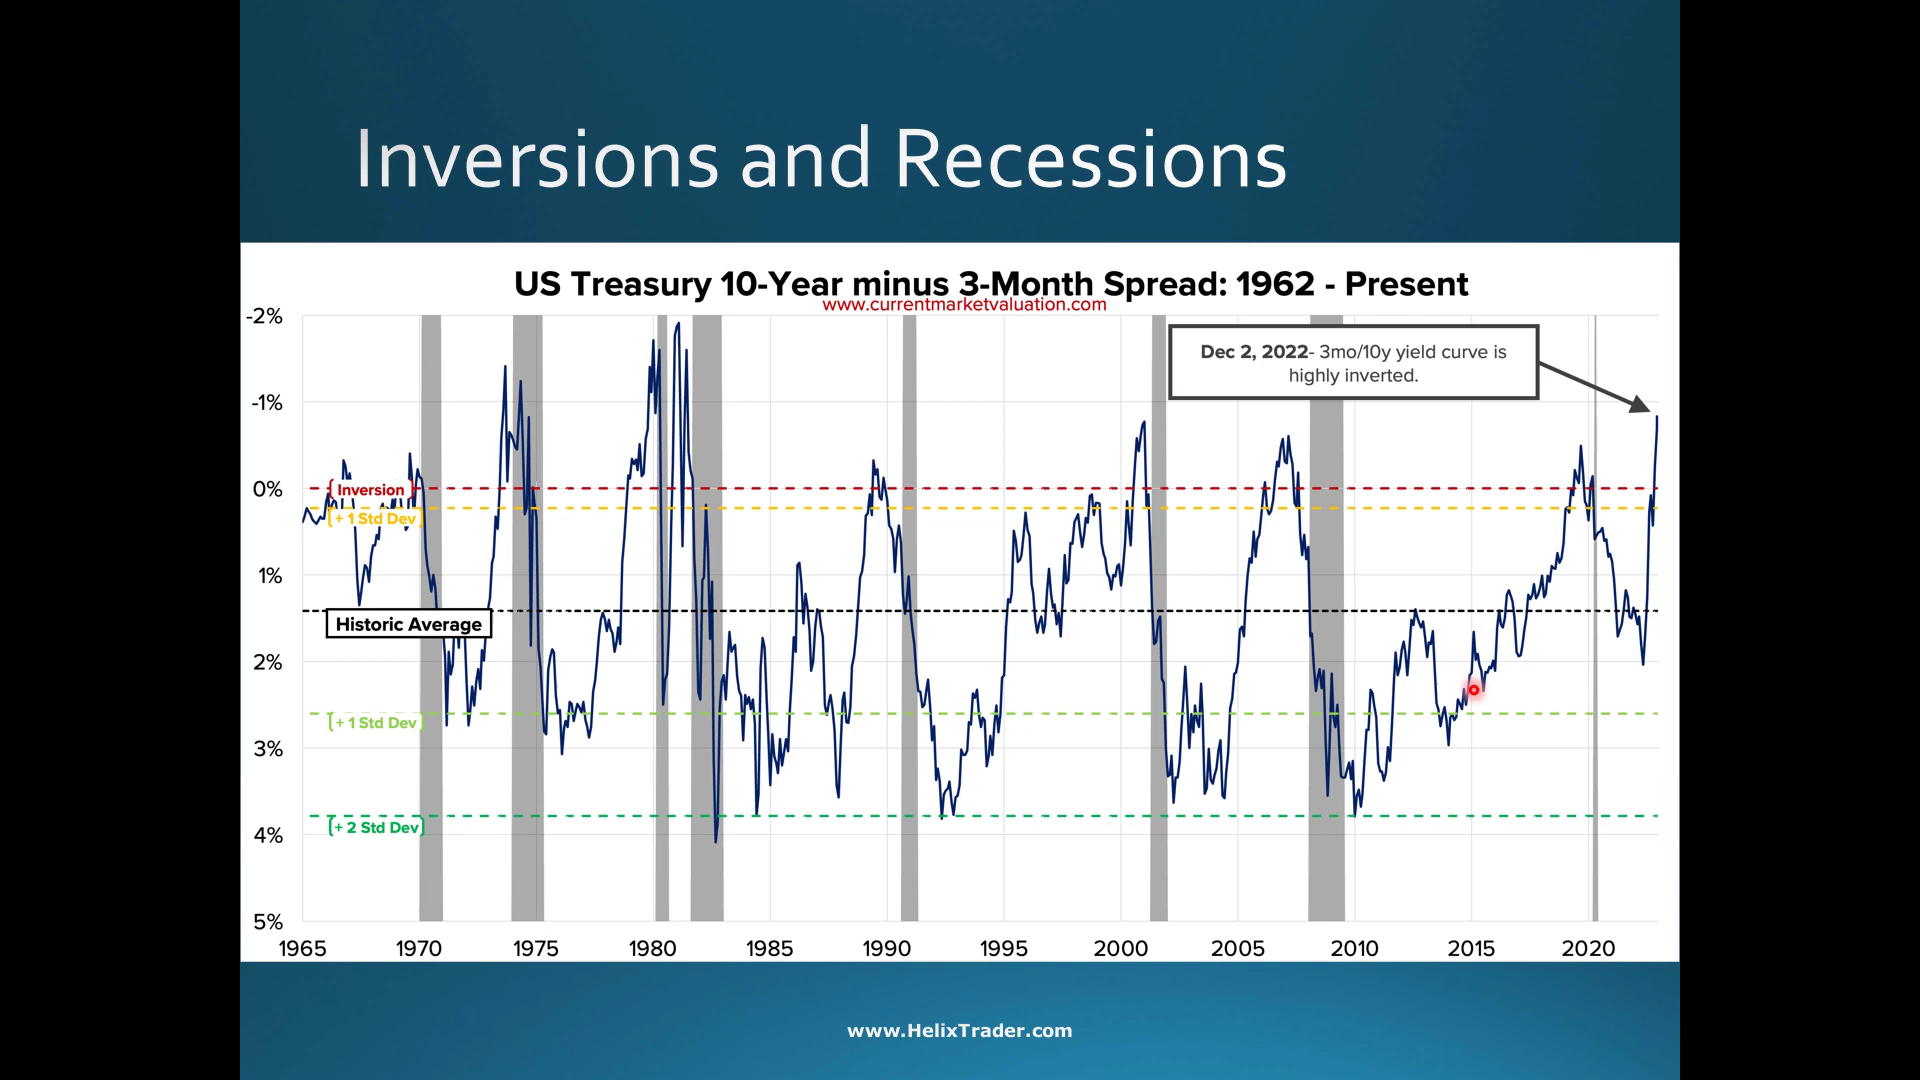 Inversions and Recessions
US Treasury 10-Year minus 3-Month Spread: 1962 - Present
www.currentmarketvaluation.com
-2%
Dec 2, 2022- 3mo/10y yield curve is
highly inverted.
-1%
0%
Inversion
+ 1 Std Dev
1%
Historic Average
2%
+ 1 Std Dev
3%
+ 2 Std Dev
4%
5%
1965 1970 1975 1980 1985 1990 1995 2000 2005 2010 2015 2020
www.HelixTrader.com